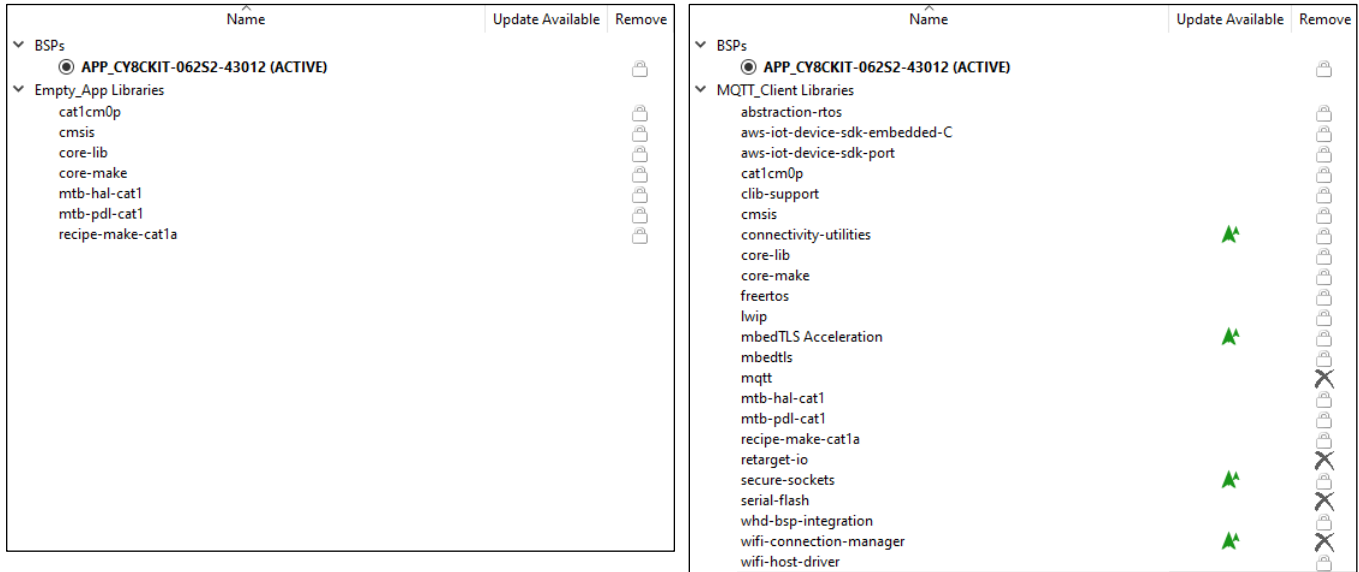 Name Update Available Remove
BSPs
APP_CY8CKIT-062S2-43012 (ACTIVE)
Empty_App Libraries
cat1cm0p
cmsis
core-lib
core-make
mtb-hal-cat1
mtb-pdl-cat1
recipe-make-cat1a
Name Update Available Remove
BSPs
APP_CY8CKIT-062S2-43012 (ACTIVE)
MQTT_Client Libraries
abstraction-rtos
aws-iot-device-sdk-embedded-C
aws-iot-device-sdk-port
cat1cm0p
clib-support
cmsis
connectivity-utilities
core-lib
core-make
freertos
lwip
mbedTLS Acceleration
mbedtls
mqtt
mtb-hal-cat1
mtb-pdl-cat1
recipe-make-cat1a
retarget-io
secure-sockets
serial-flash
whd-bsp-integration
wifi-connection-manager
wifi-host-driver